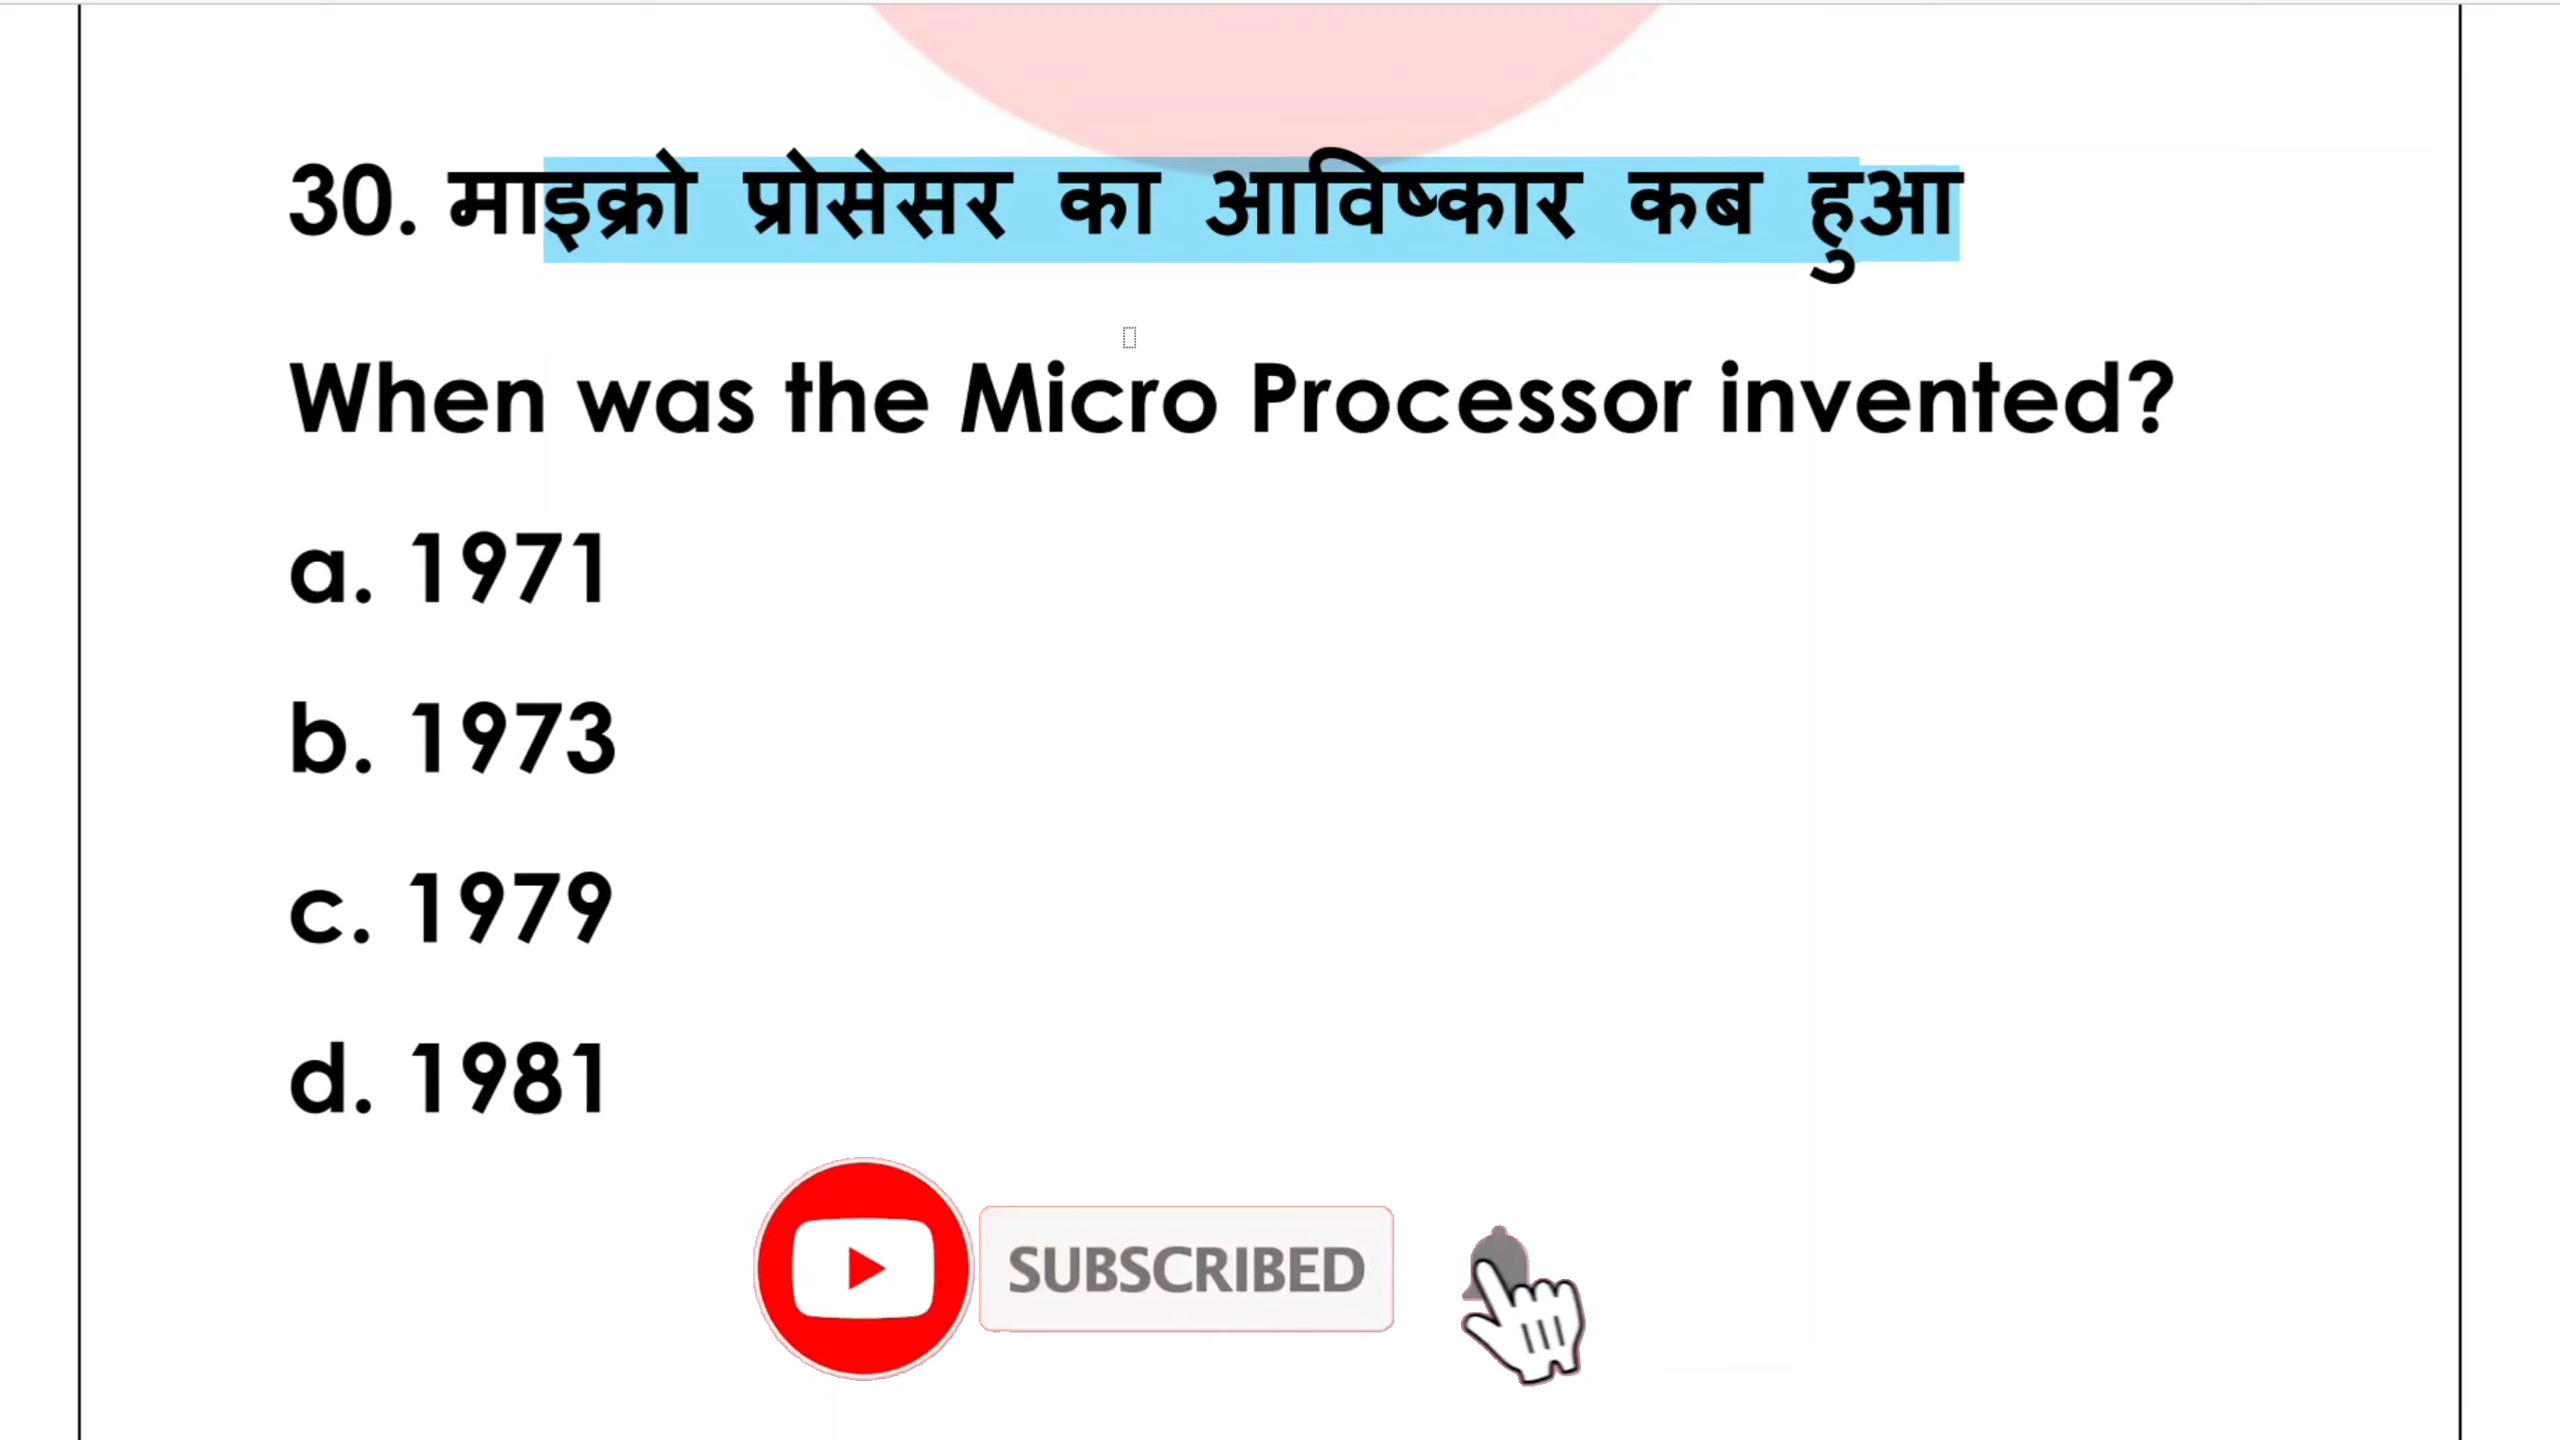 30. माइक्रो प्रोसेसर का आविष्कार कब हुआ
When was the Micro Processor invented?
a. 1971
b. 1973
c. 1979
d. 1981
SUBSCRIBED